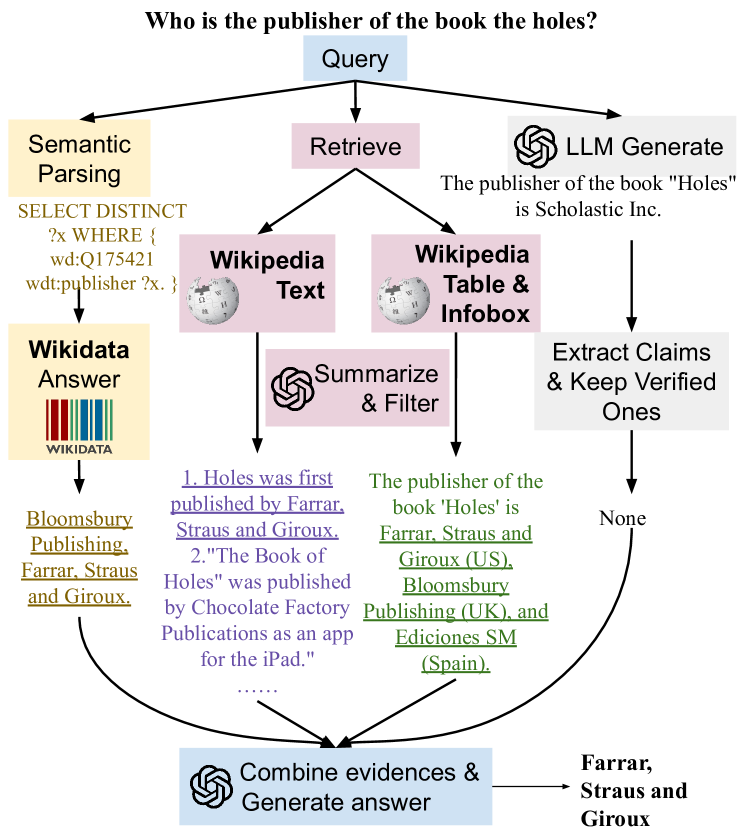 Who is the publisher of the book the holes?
Query
Semantic
Parsing
SELECT DISTINCT
?x WHERE {
wd:Q175421
wdt:publisher ?x. }
Wikidata
Answer
WIKIDATA
Bloomsbury
Publishing,
Farrar, Straus
and Giroux.
Retrieve
Wikipedia
Text
Wikipedia
Table &
Infobox
Summarize
& Filter
1. Holes was first
published by Farrar,
Straus and Giroux.
2."The Book of
Holes" was published
by Chocolate Factory
Publications as an app
for the iPad."
……
The publisher of the
book 'Holes' is
Farrar, Straus and
Giroux (US),
Bloomsbury
Publishing (UK), and
Ediciones SM
(Spain).
LLM Generate
The publisher of the book "Holes"
is Scholastic Inc.
Extract Claims
& Keep Verified
Ones
None
Combine evidences &
Generate answer
Farrar,
Straus and
Giroux